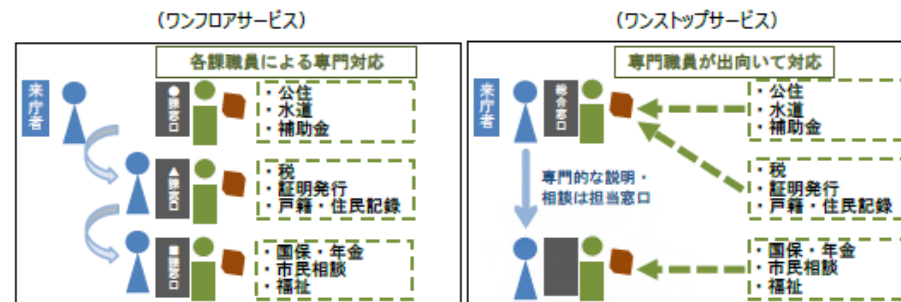 （ワンフロアサービス）
各課職員による専門対応
来庁者
●課窓口
・公住
・水道
・補助金
▲課窓口
・税
・証明発行
・戸籍・住民記録
■課窓口
・国保・年金
・市民相談
・福祉
（ワンストップサービス）
専門職員が出向いて対応
来庁者
総合窓口
・公住
・水道
・補助金
専門的な説明・
相談は担当窓口
・税
・証明発行
・戸籍・住民記録
・国保・年金
・市民相談
・福祉